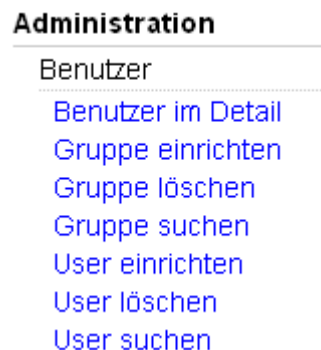 Administration
Benutzer
Benutzer im Detail
Gruppe einrichten
Gruppe löschen
Gruppe suchen
User einrichten
User löschen
User suchen